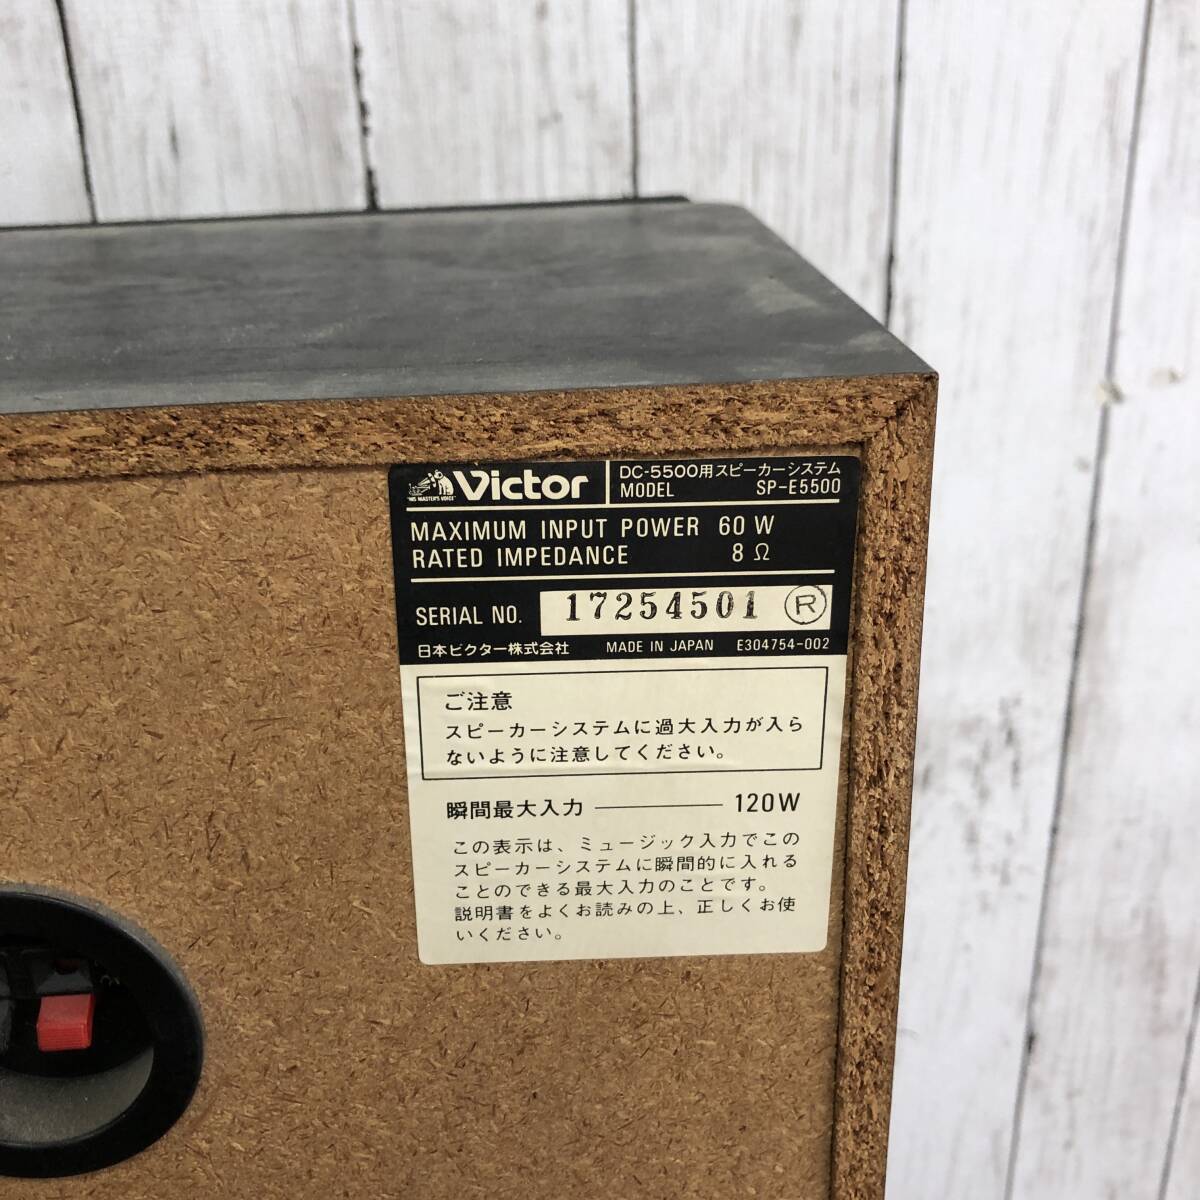 Victor
"HIS MASTER'S VOICE"
DC-5500用スピーカーシステム
MODEL SP-E5500
MAXIMUM INPUT POWER 60 W
RATED IMPEDANCE 8 Ω
SERIAL NO. 17254501 R
日本ビクター株式会社 MADE IN JAPAN E304754-002
ご注意
スピーカーシステムに過大入力が入ら
ないように注意してください。
瞬間最大入力 ——— 120W
この表示は、ミュージック入力でこの
スピーカーシステムに瞬間的に入れる
ことのできる最大入力のことです。
説明書をよくお読みの上、正しくお使
いください。